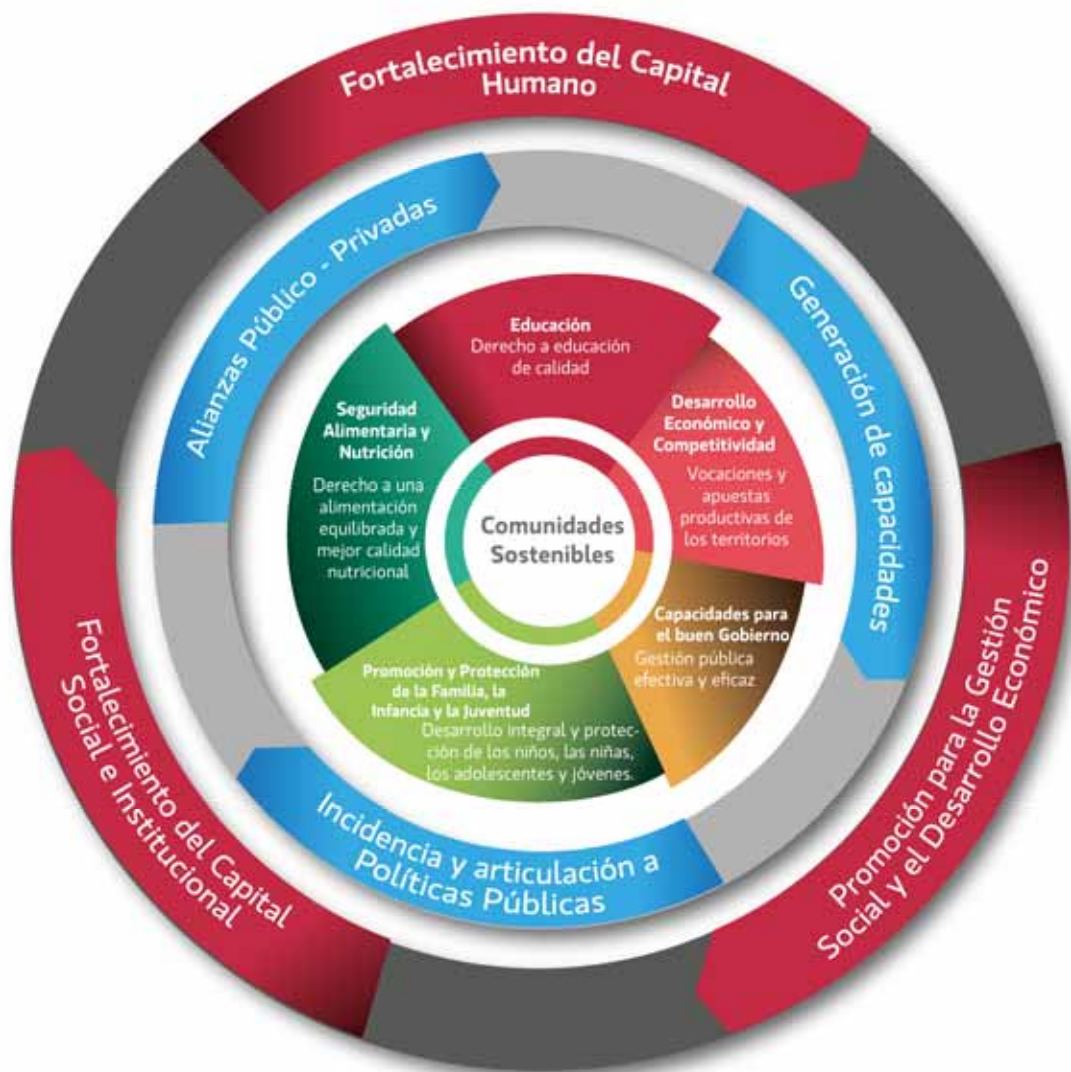 Fortalecimiento del Capital
Humano
Alianzas Público - Privadas
Generación de capacidades
Educación
Derecho a educación
de calidad
Seguridad
Alimentaria y
Nutrición
Derecho a una
alimentación
equilibrada y
mejor calidad
nutricional
Desarrollo
Económico y
Competitividad
Vocaciones y
apuestas
productivas de
los territorios
Comunidades
Sostenibles
Capacidades para
el buen Gobierno
Gestión pública
efectiva y eficaz
Promoción y Protección
de la Familia, la
Infancia y la Juventud
Desarrollo integral y protec-
ción de los niños, las niñas,
los adolescentes y jóvenes.
Incidencia y articulación a
Políticas Públicas
Fortalecimiento del Capital
Social e Institucional
Promoción para la Gestión
Social y el Desarrollo Económico